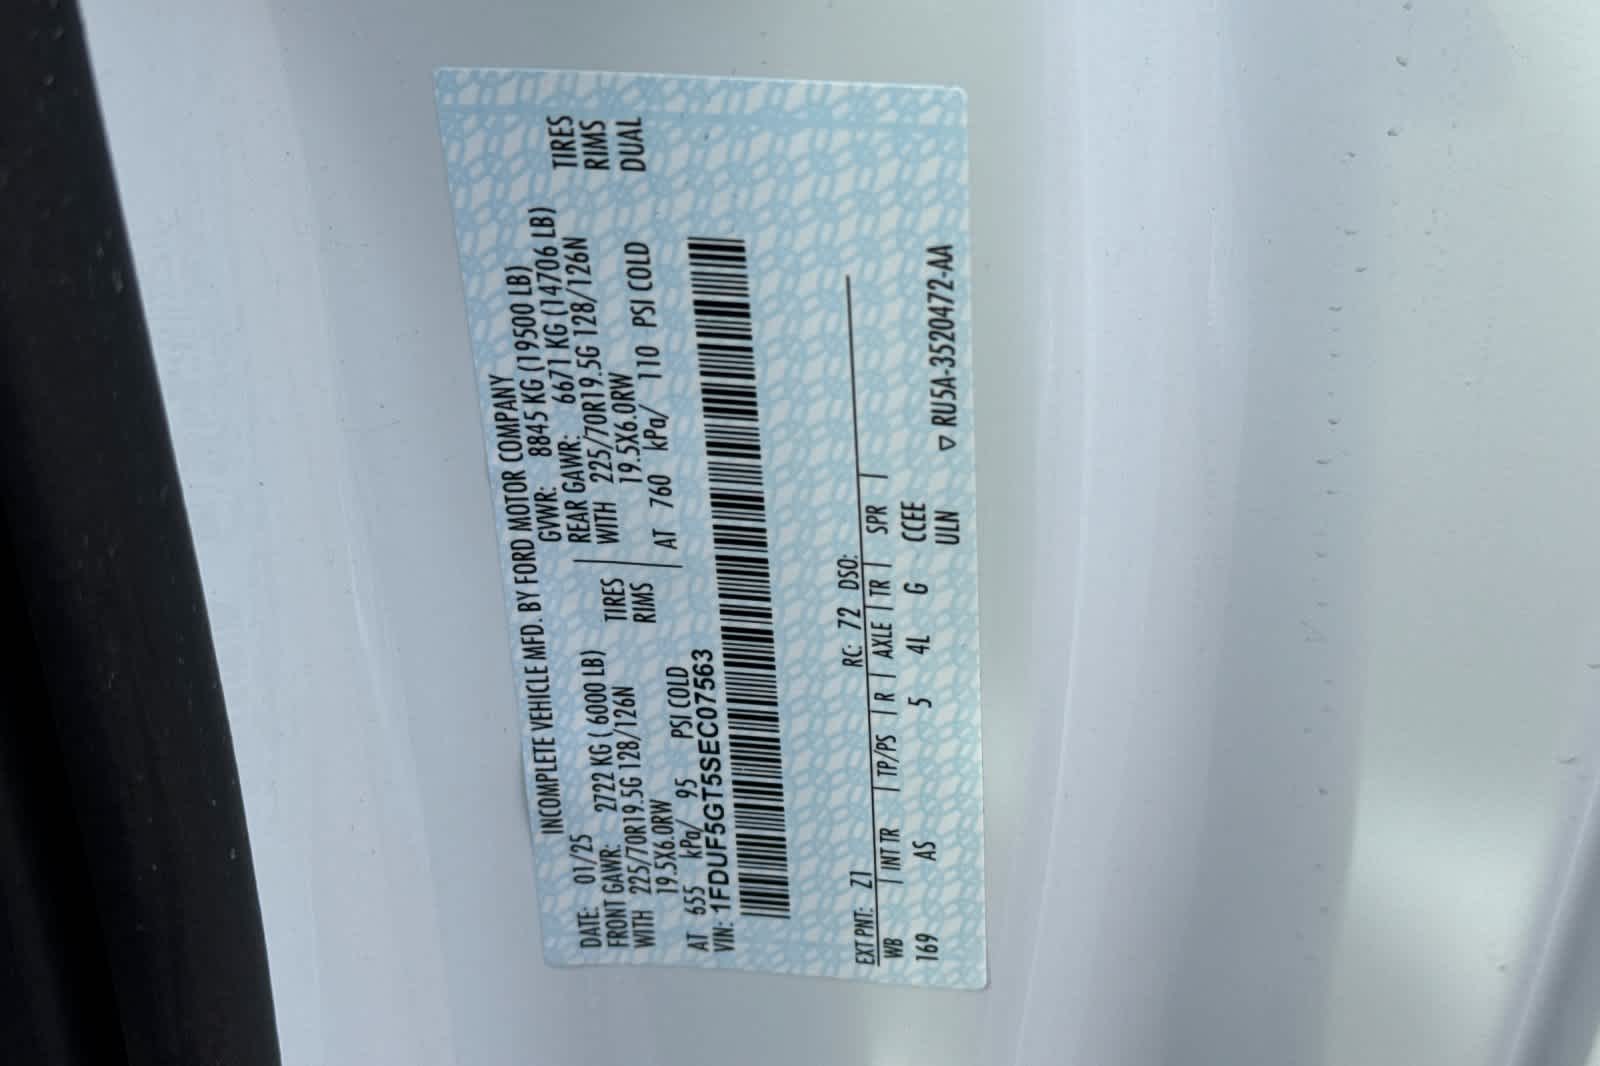 INCOMPLETE VEHICLE MFD. BY FORD MOTOR COMPANY
DATE: 01/25 GVWR: 8845 KG (19500 LB)
FRONT GAWR: 2722 KG ( 6000 LB) REAR GAWR: 6671 KG (14706 LB)
WITH 225/70R19.5G 128/126N TIRES WITH 225/70R19.5G 128/126N TIRES
19.5X6.0RW RIMS 19.5X6.0RW RIMS
AT 655 kPa/ 95 PSI COLD AT 760 kPa/ 110 PSI COLD DUAL
VIN: 1FDUF5GT5SEC07563
EXT PNT: Z1 RC: 72 DSO:
WB | INT TR | TP/PS | R | AXLE | TR | SPR |
169 AS 5 4L G CCEE
ULN ▽ RU5A-3520472-AA